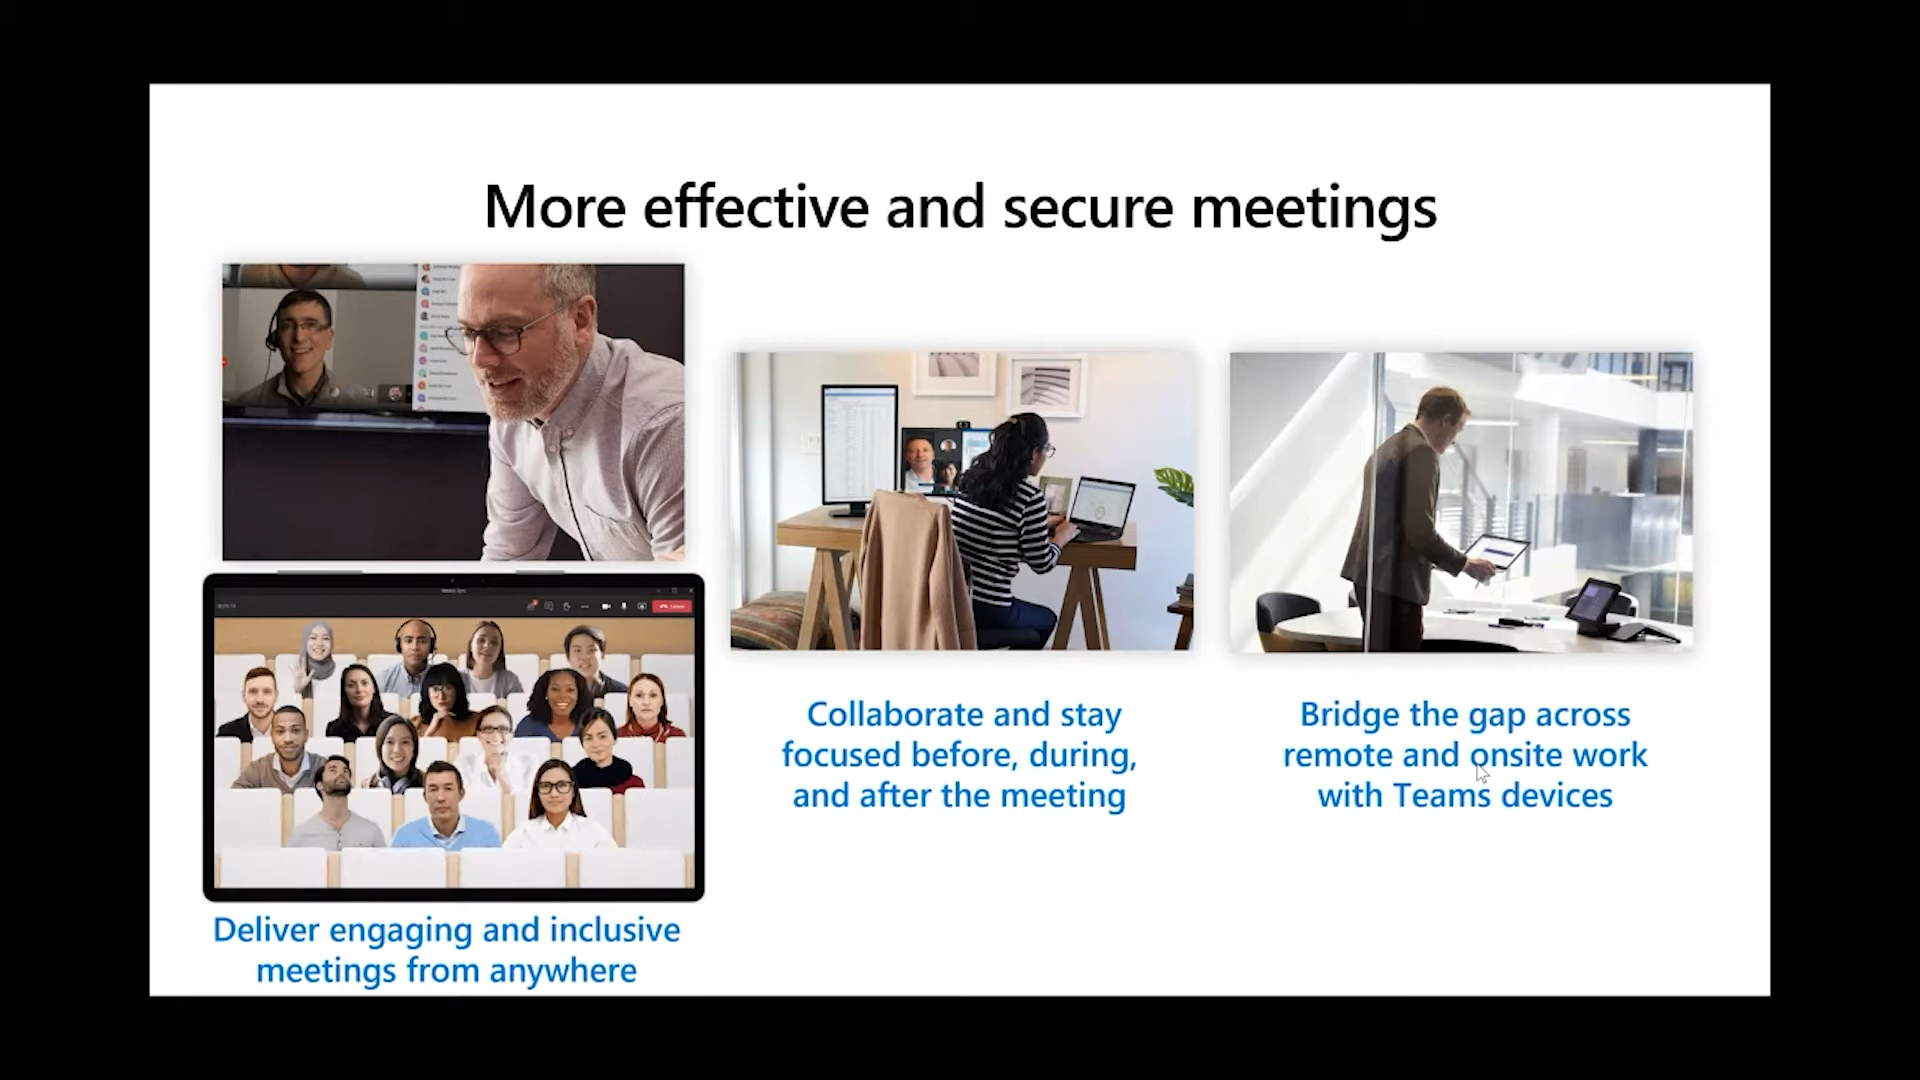 More effective and secure meetings
Collaborate and stay
focused before, during,
and after the meeting
Bridge the gap across
remote and onsite work
with Teams devices
Deliver engaging and inclusive
meetings from anywhere